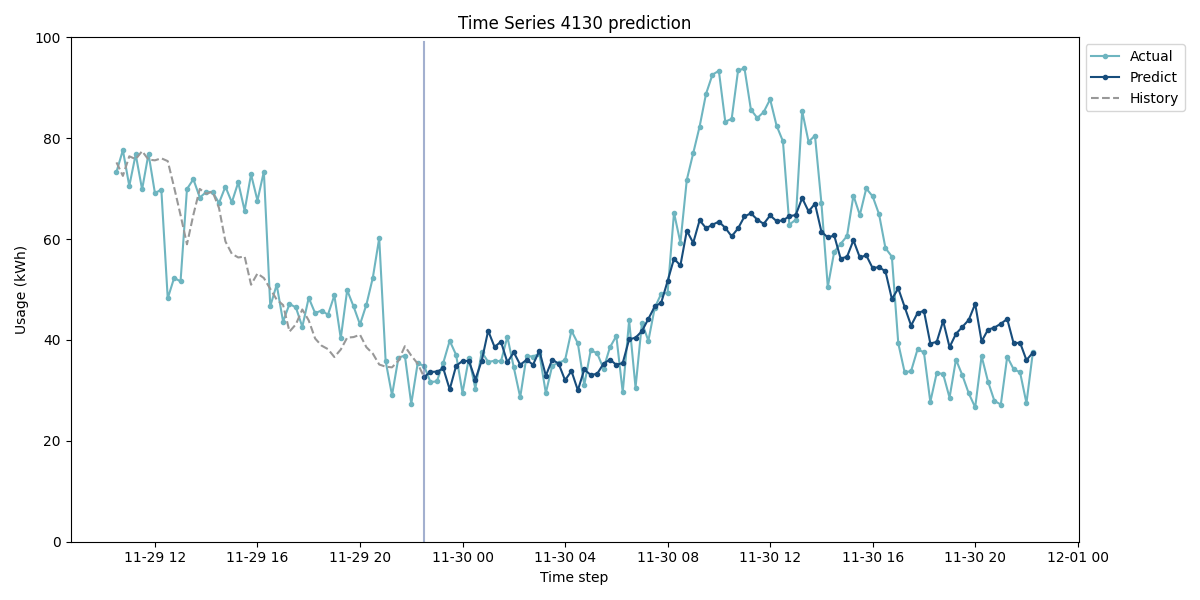 Time Series 4130 prediction
100
80
60
40
20
0
Usage (kWh)
11-29 12
11-29 16
11-29 20
11-30 00
11-30 04
11-30 08
11-30 12
11-30 16
11-30 20
12-01 00
Time step
Actual
Predict
History